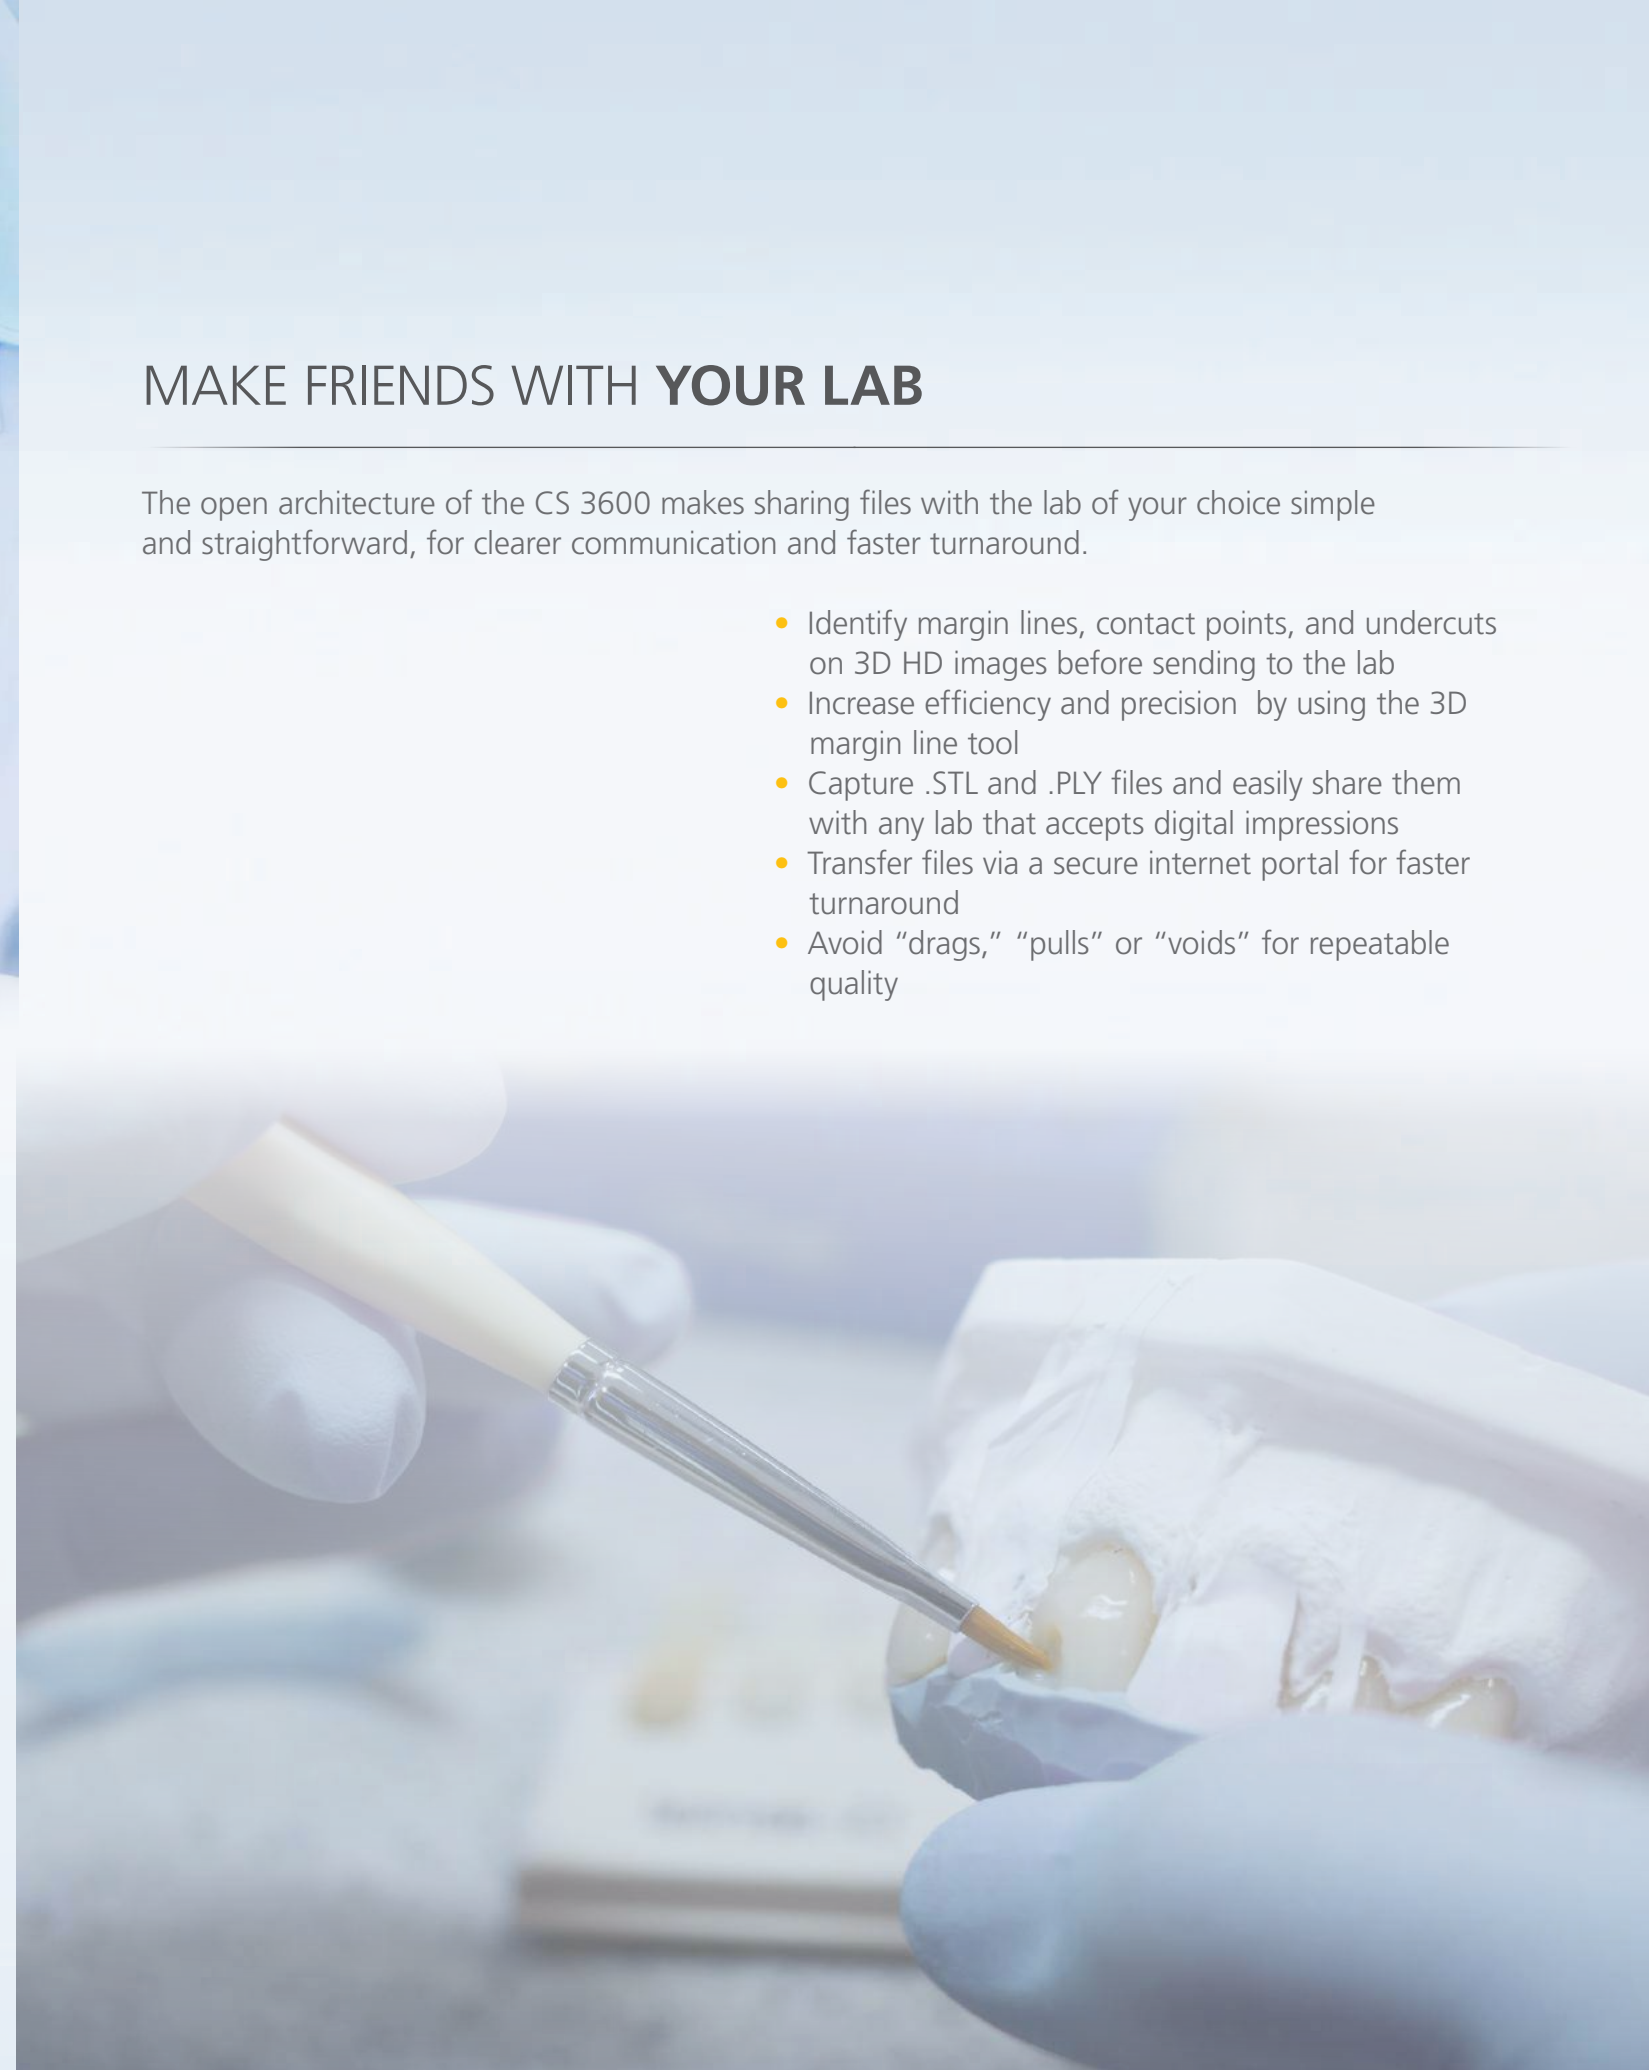 MAKE FRIENDS WITH YOUR LAB
The open architecture of the CS 3600 makes sharing files with the lab of your choice simple
and straightforward, for clearer communication and faster turnaround.
• Identify margin lines, contact points, and undercuts
on 3D HD images before sending to the lab
• Increase efficiency and precision  by using the 3D
margin line tool
• Capture .STL and .PLY files and easily share them
with any lab that accepts digital impressions
• Transfer files via a secure internet portal for faster
turnaround
• Avoid “drags,” “pulls” or “voids” for repeatable
quality